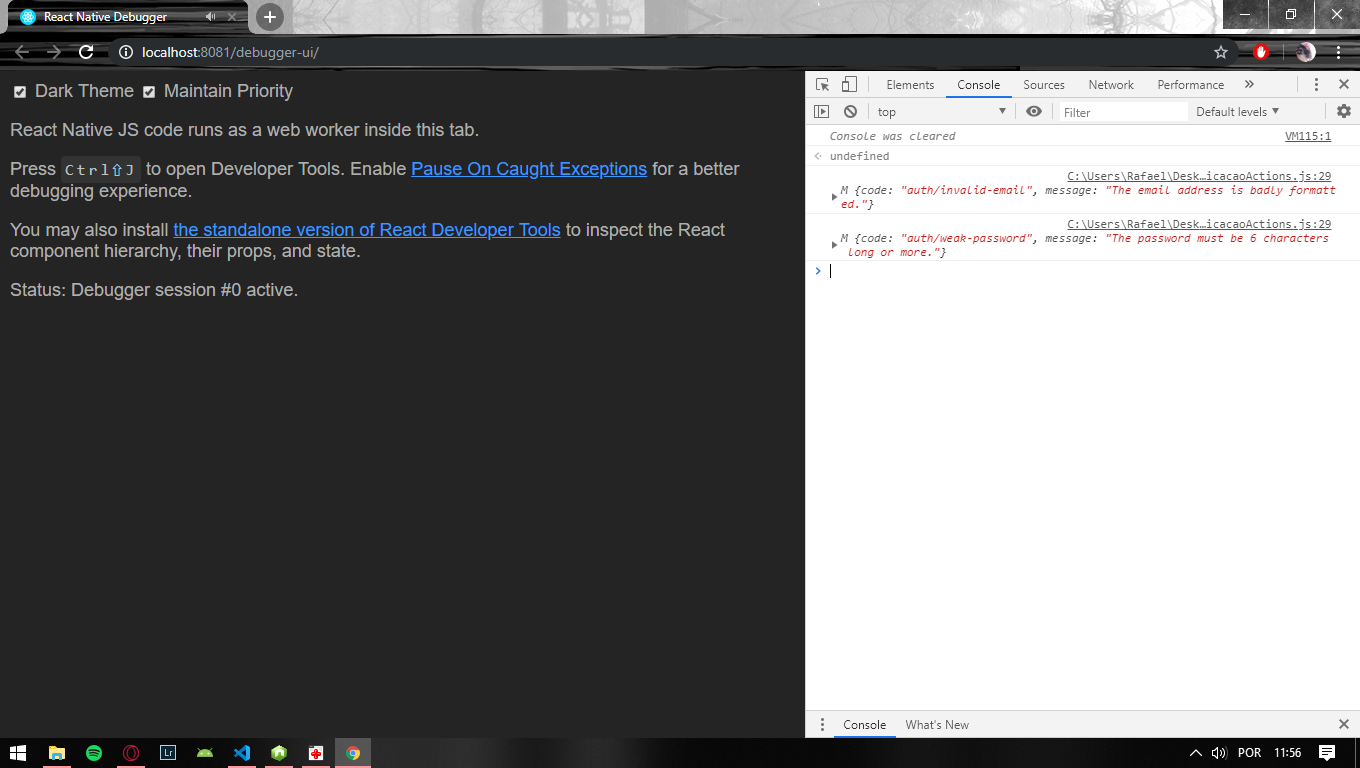 React Native Debugger
localhost:8081/debugger-ui/
Dark Theme Maintain Priority
React Native JS code runs as a web worker inside this tab.
Press Ctrl⇧J to open Developer Tools. Enable Pause On Caught Exceptions for a better
debugging experience.
You may also install the standalone version of React Developer Tools to inspect the React
component hierarchy, their props, and state.
Status: Debugger session #0 active.
Elements Console Sources Network Performance »
top Filter Default levels
Console was cleared VM115:1
undefined
C:\Users\Rafael\Desk…icacaoActions.js:29
M {code: "auth/invalid-email", message: "The email address is badly formatt
ed."}
C:\Users\Rafael\Desk…icacaoActions.js:29
M {code: "auth/weak-password", message: "The password must be 6 characters
long or more."}
Console What's New
Lr POR 11:56